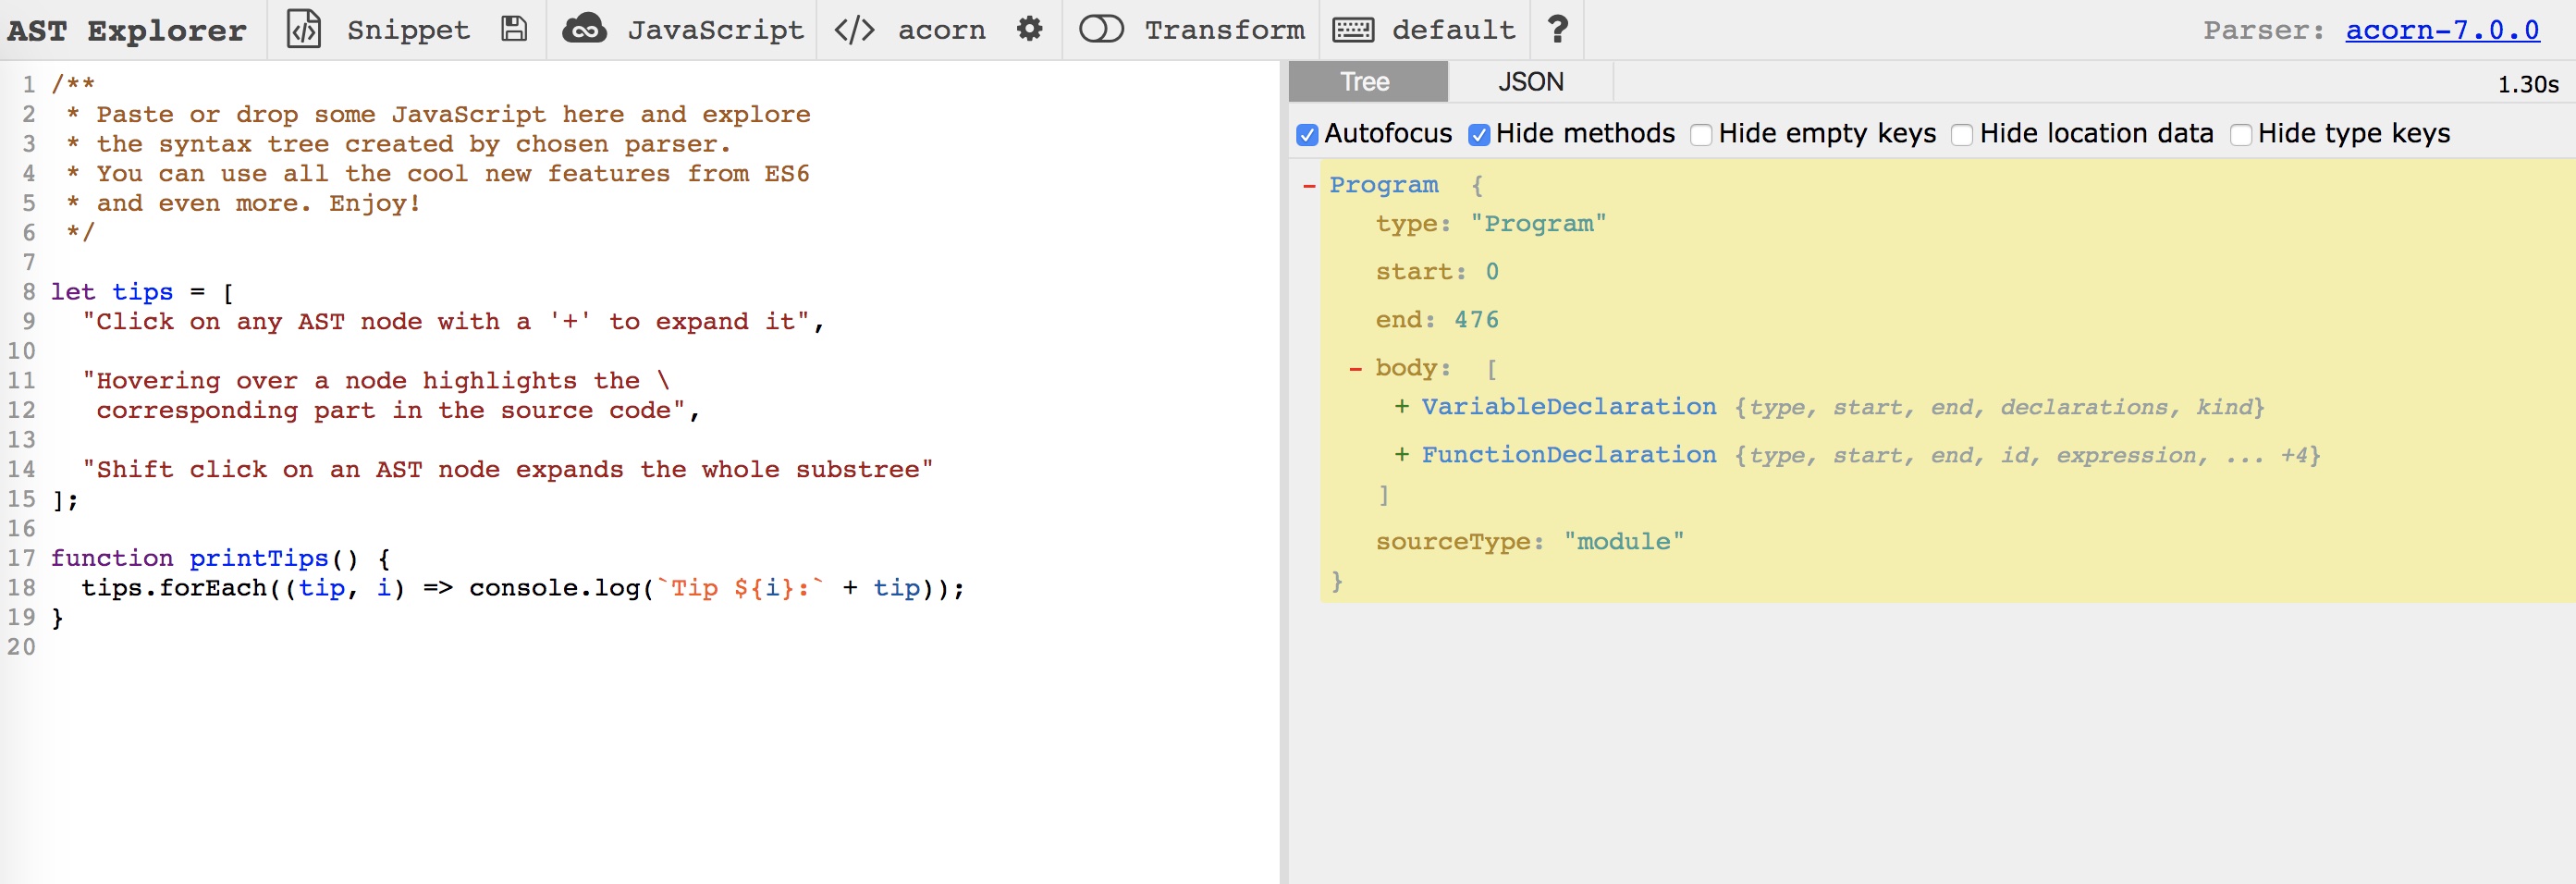 AST Explorer Snippet JavaScript </> acorn Transform default ? Parser: acorn-7.0.0
1 /**
2  * Paste or drop some JavaScript here and explore
3  * the syntax tree created by chosen parser.
4  * You can use all the cool new features from ES6
5  * and even more. Enjoy!
6  */
7
8 let tips = [
9   "Click on any AST node with a '+' to expand it",
10
11   "Hovering over a node highlights the \
12    corresponding part in the source code",
13
14   "Shift click on an AST node expands the whole substree"
15 ];
16
17 function printTips() {
18   tips.forEach((tip, i) => console.log(`Tip ${i}:` + tip));
19 }
20
Tree JSON 1.30s
Autofocus Hide methods Hide empty keys Hide location data Hide type keys
- Program {
type: "Program"
start: 0
end: 476
- body: [
+ VariableDeclaration {type, start, end, declarations, kind}
+ FunctionDeclaration {type, start, end, id, expression, ... +4}
]
sourceType: "module"
}